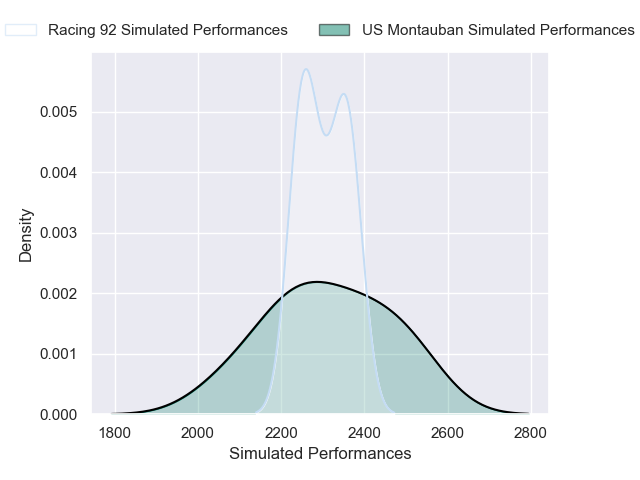 Racing 92 Simulated Performances
US Montauban Simulated Performances
0.005
0.004
0.003
0.002
0.001
0.000
Density
1800 2000 2200 2400 2600 2800
Simulated Performances